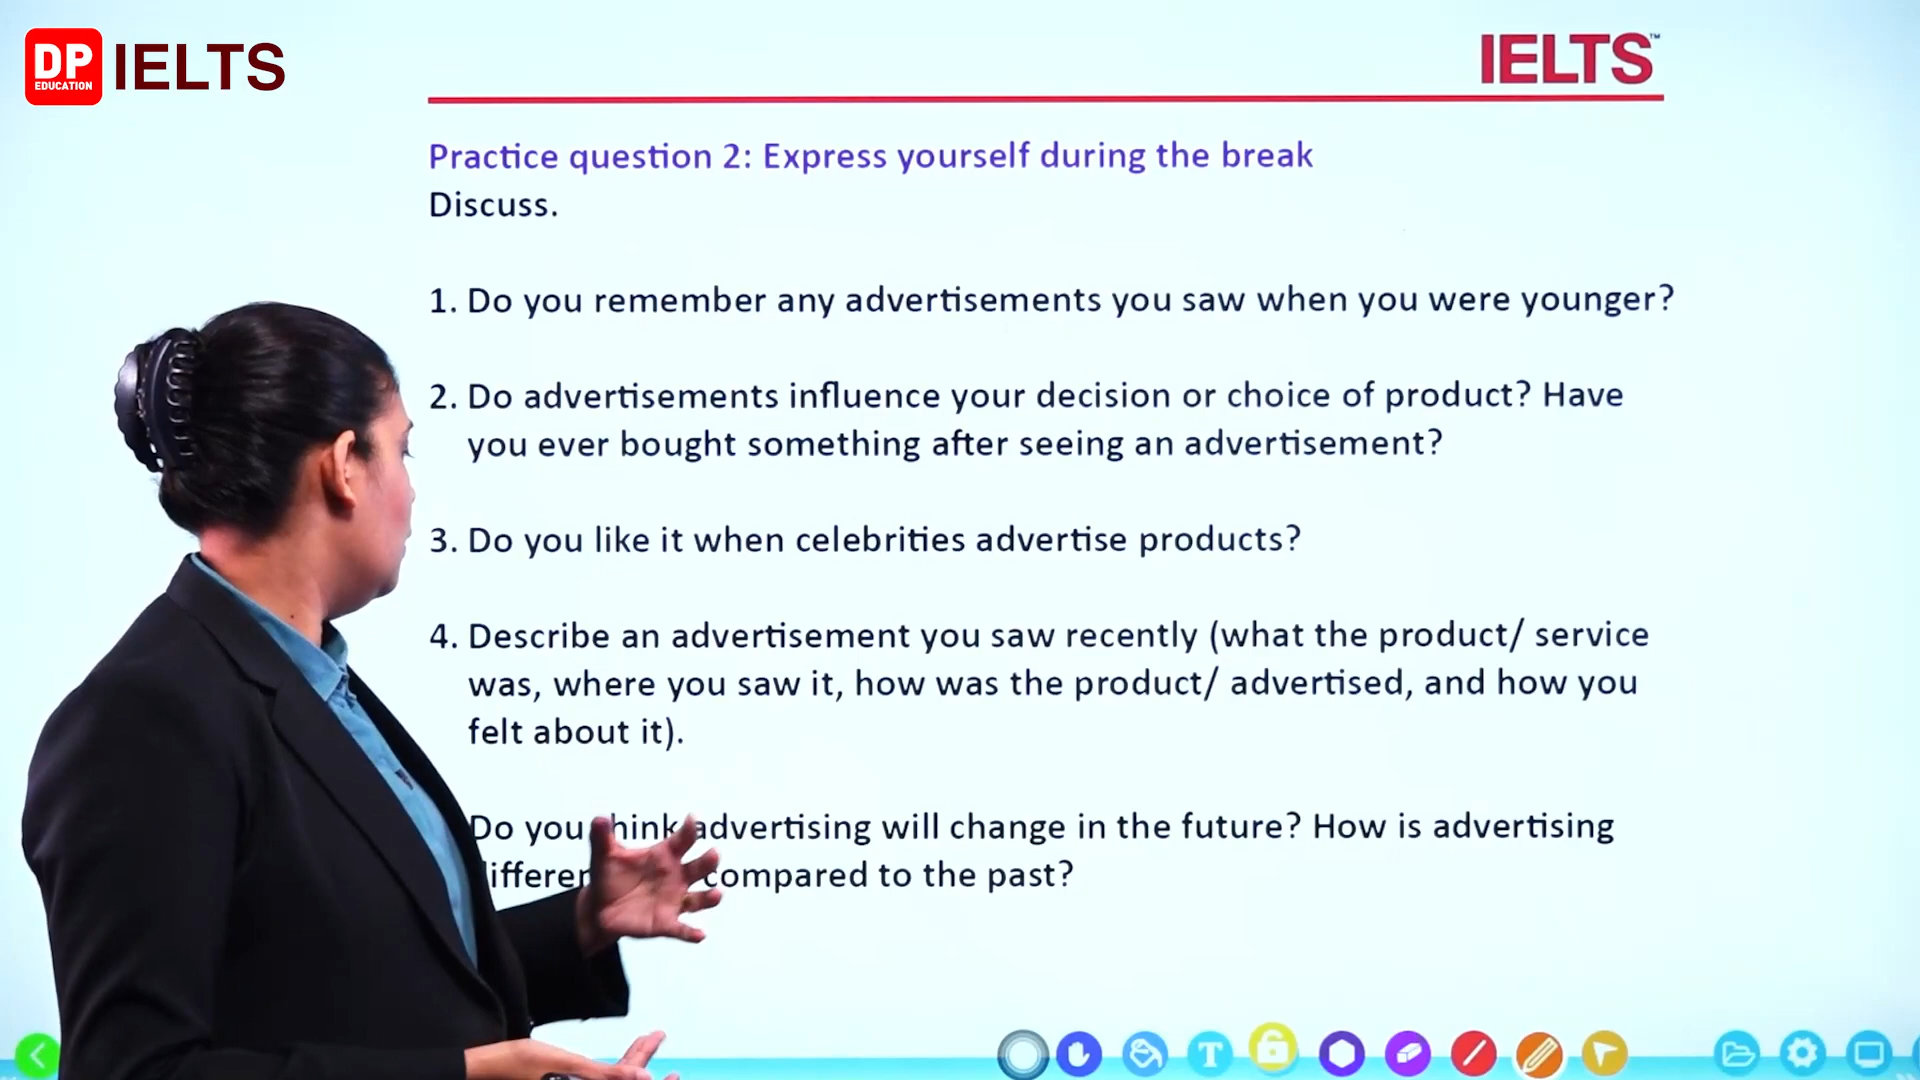 DP
EDUCATION
IELTS
IELTS™
Practice question 2: Express yourself during the break
Discuss.
1. Do you remember any advertisements you saw when you were younger?
2. Do advertisements influence your decision or choice of product? Have
you ever bought something after seeing an advertisement?
3. Do you like it when celebrities advertise products?
4. Describe an advertisement you saw recently (what the product/ service
was, where you saw it, how was the product/ advertised, and how you
felt about it).
Do you think advertising will change in the future? How is advertising
compared to the past?
T